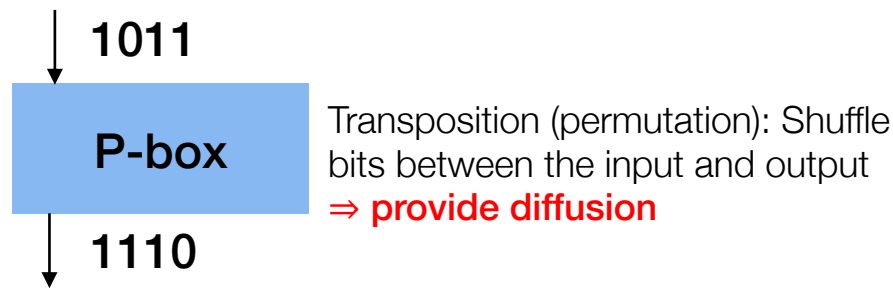 1011
P-box
Transposition (permutation): Shuffle
bits between the input and output
⇒ provide diffusion
1110